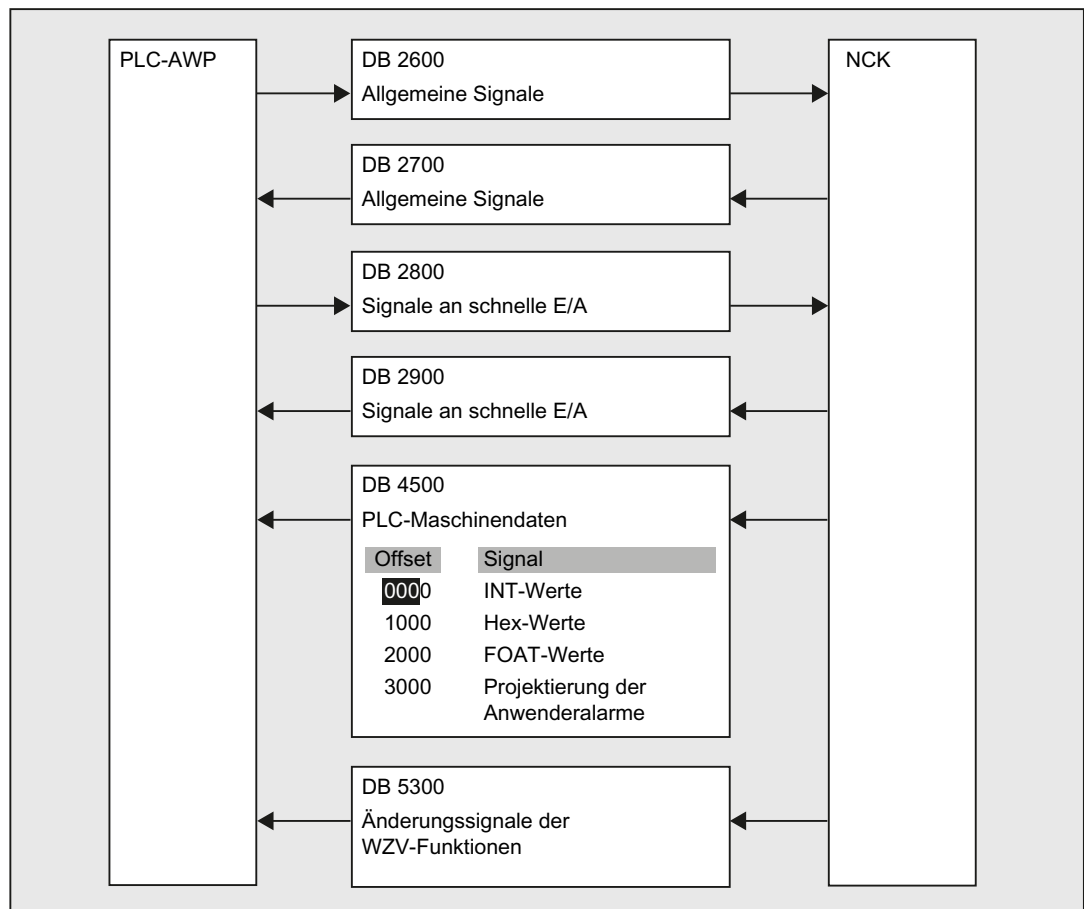 PLC-AWP
DB 2600
Allgemeine Signale
NCK
DB 2700
Allgemeine Signale
DB 2800
Signale an schnelle E/A
DB 2900
Signale an schnelle E/A
DB 4500
PLC-Maschinendaten
Offset Signal
0000 INT-Werte
1000 Hex-Werte
2000 FOAT-Werte
3000 Projektierung der
Anwenderalarme
DB 5300
Änderungssignale der
WZV-Funktionen